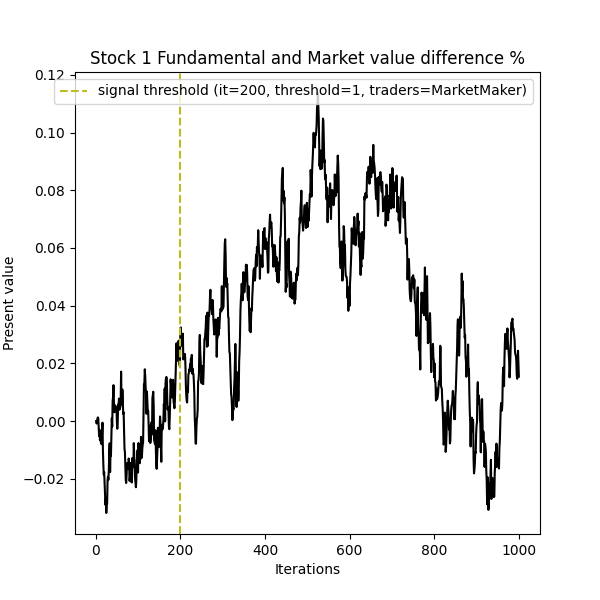 Stock 1 Fundamental and Market value difference %
signal threshold (it=200, threshold=1, traders=MarketMaker)
0.12
0.10
0.08
0.06
0.04
0.02
0.00
−0.02
Present value
0 200 400 600 800 1000
Iterations